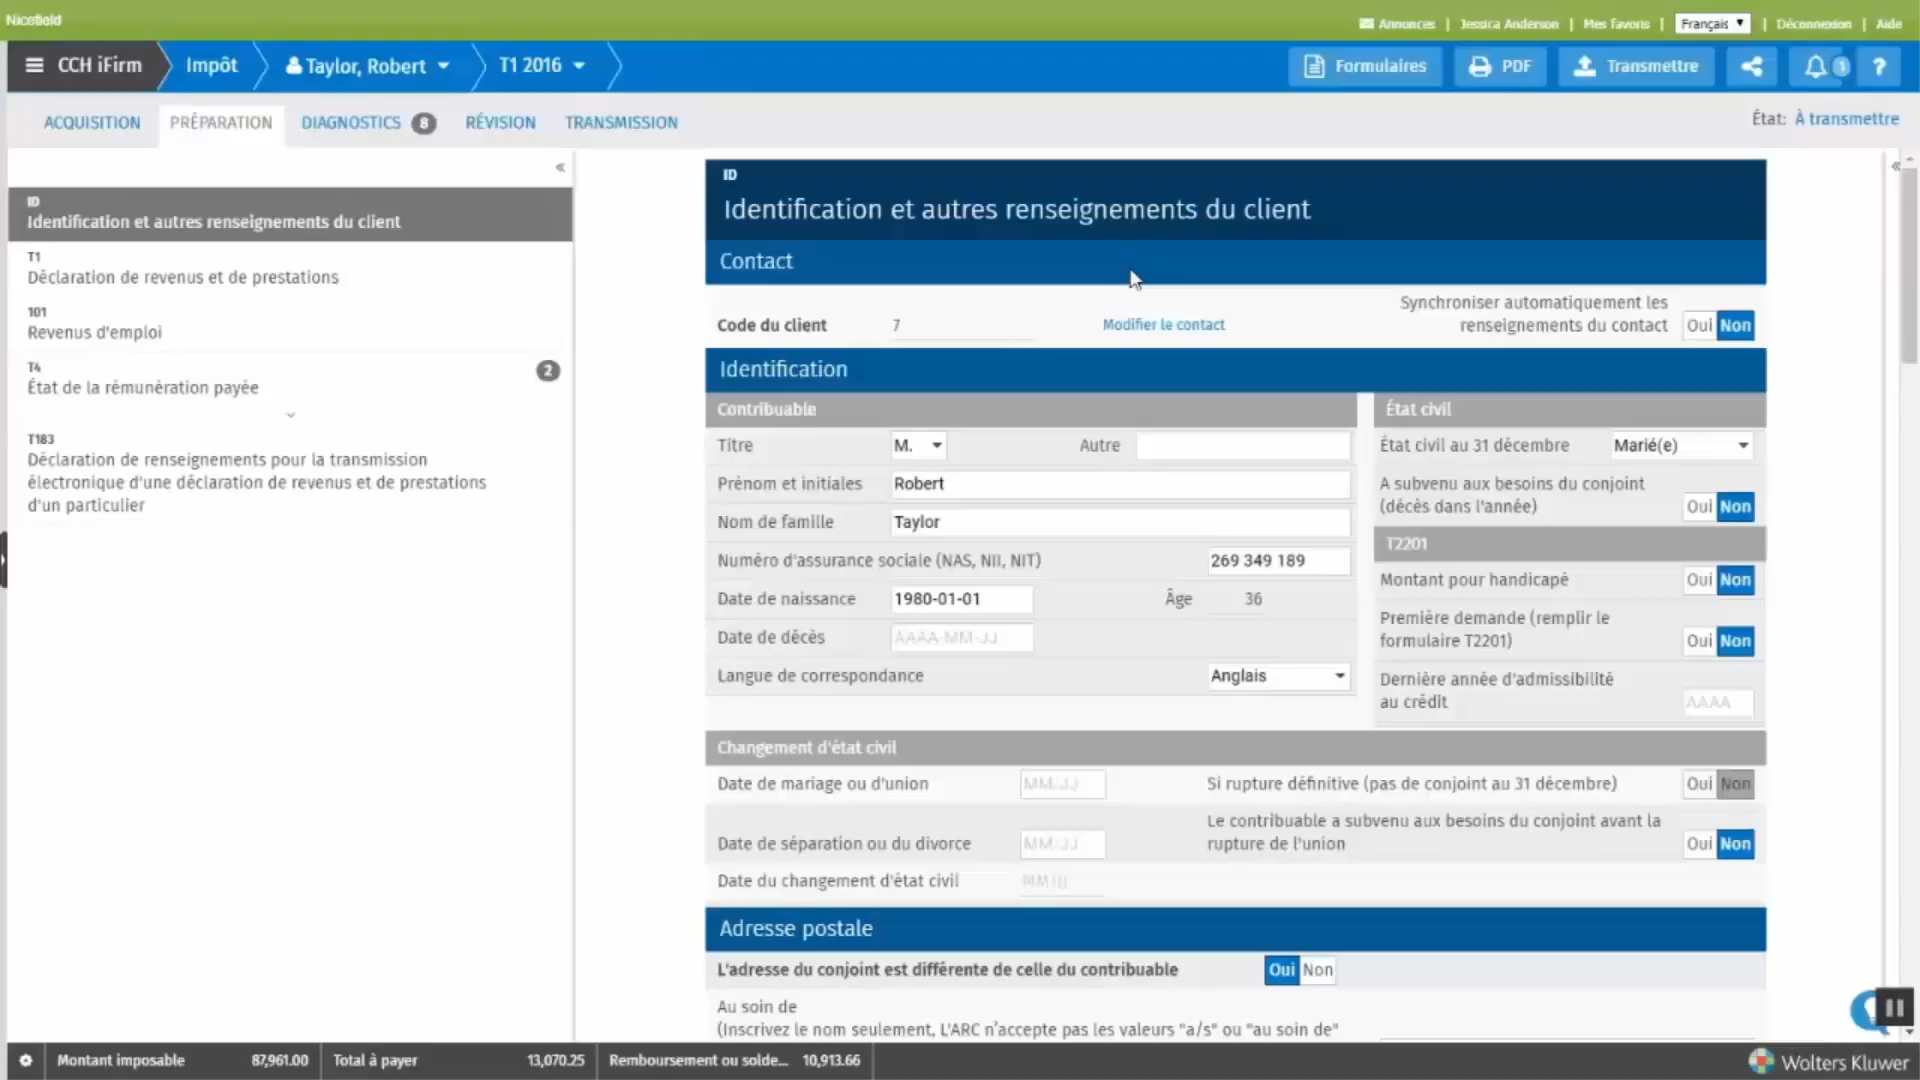 Nicefield
Annonces | Jessica Anderson | Mes favoris | Français | Déconnexion | Aide
CCH iFirm Impôt Taylor, Robert T1 2016 Formulaires PDF Transmettre 1 ?
ACQUISITION PRÉPARATION DIAGNOSTICS 8 RÉVISION TRANSMISSION État: À transmettre
ID
Identification et autres renseignements du client
T1
Déclaration de revenus et de prestations
101
Revenus d'emploi
T4
État de la rémunération payée 2
T183
Déclaration de renseignements pour la transmission
électronique d'une déclaration de revenus et de prestations
d'un particulier
ID
Identification et autres renseignements du client
Contact
Code du client 7 Modifier le contact Synchroniser automatiquement les
renseignements du contact Oui Non
Identification
Contribuable
Titre M. Autre
Prénom et initiales Robert
Nom de famille Taylor
Numéro d'assurance sociale (NAS, NII, NIT) 269 349 189
Date de naissance 1980-01-01 Âge 36
Date de décès AAAA-MM-JJ
Langue de correspondance Anglais
État civil
État civil au 31 décembre Marié(e)
A subvenu aux besoins du conjoint
(décès dans l'année) Oui Non
T2201
Montant pour handicapé Oui Non
Première demande (remplir le
formulaire T2201) Oui Non
Dernière année d'admissibilité
au crédit AAAA
Changement d'état civil
Date de mariage ou d'union MM-JJ Si rupture définitive (pas de conjoint au 31 décembre) Oui Non
Date de séparation ou du divorce MM-JJ Le contribuable a subvenu aux besoins du conjoint avant la
rupture de l'union Oui Non
Date du changement d'état civil MM-JJ
Adresse postale
L'adresse du conjoint est différente de celle du contribuable Oui Non
Au soin de
(Inscrivez le nom seulement, L'ARC n'accepte pas les valeurs "a/s" ou "au soin de"
Montant imposable 87,961.00 Total à payer 13,070.25 Remboursement ou solde... 10,913.66 Wolters Kluwer